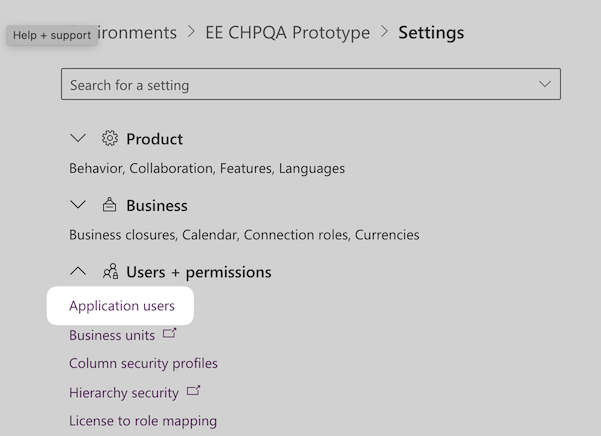 Help + support
ironments > EE CHPQA Prototype > Settings
Search for a setting
Product
Behavior, Collaboration, Features, Languages
Business
Business closures, Calendar, Connection roles, Currencies
Users + permissions
Application users
Business units
Column security profiles
Hierarchy security
License to role mapping